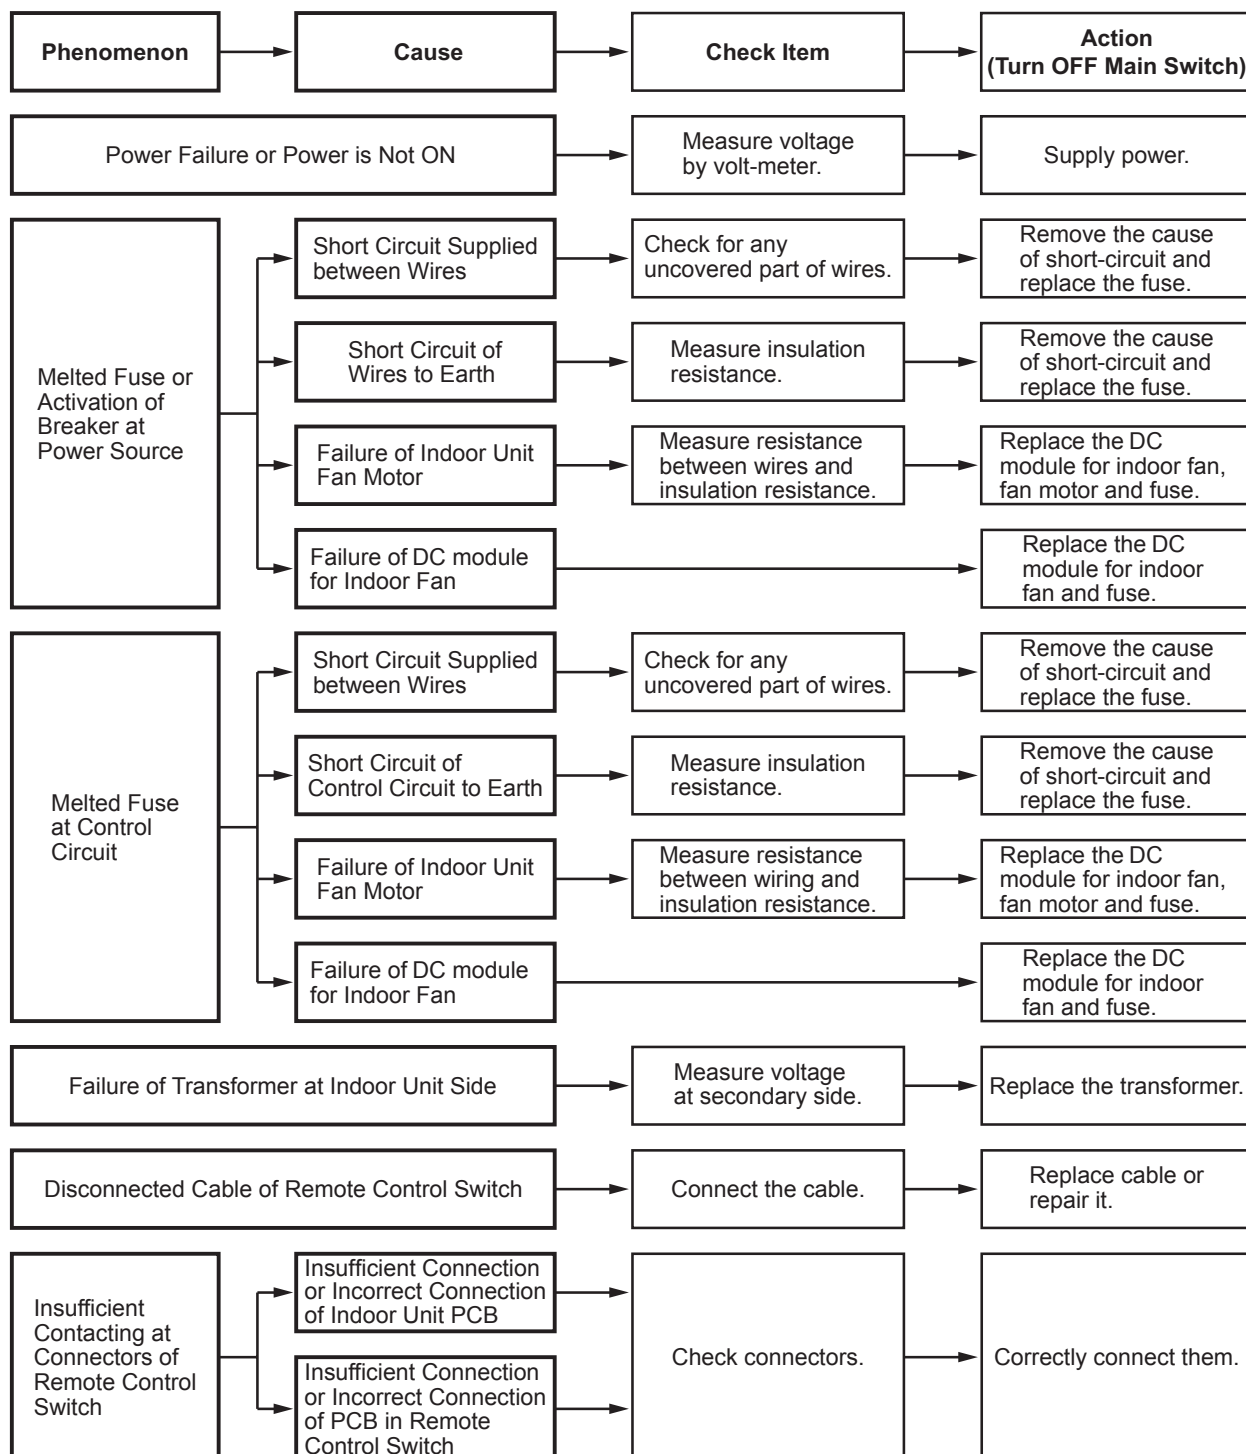 Phenomenon
Cause
Check Item
Action
(Turn OFF Main Switch)
Power Failure or Power is Not ON
Measure voltage
by volt-meter.
Supply power.
Melted Fuse or
Activation of
Breaker at
Power Source
Short Circuit Supplied
between Wires
Check for any
uncovered part of wires.
Remove the cause
of short-circuit and
replace the fuse.
Short Circuit of
Wires to Earth
Measure insulation
resistance.
Remove the cause
of short-circuit and
replace the fuse.
Failure of Indoor Unit
Fan Motor
Measure resistance
between wires and
insulation resistance.
Replace the DC
module for indoor fan,
fan motor and fuse.
Failure of DC module
for Indoor Fan
Replace the DC
module for indoor
fan and fuse.
Melted Fuse
at Control
Circuit
Short Circuit Supplied
between Wires
Check for any
uncovered part of wires.
Remove the cause
of short-circuit and
replace the fuse.
Short Circuit of
Control Circuit to Earth
Measure insulation
resistance.
Remove the cause
of short-circuit and
replace the fuse.
Failure of Indoor Unit
Fan Motor
Measure resistance
between wiring and
insulation resistance.
Replace the DC
module for indoor fan,
fan motor and fuse.
Failure of DC module
for Indoor Fan
Replace the DC
module for indoor
fan and fuse.
Failure of Transformer at Indoor Unit Side
Measure voltage
at secondary side.
Replace the transformer.
Disconnected Cable of Remote Control Switch
Connect the cable.
Replace cable or
repair it.
Insufficient
Contacting at
Connectors of
Remote Control
Switch
Insufficient Connection
or Incorrect Connection
of Indoor Unit PCB
Insufficient Connection
or Incorrect Connection
of PCB in Remote
Control Switch
Check connectors.
Correctly connect them.